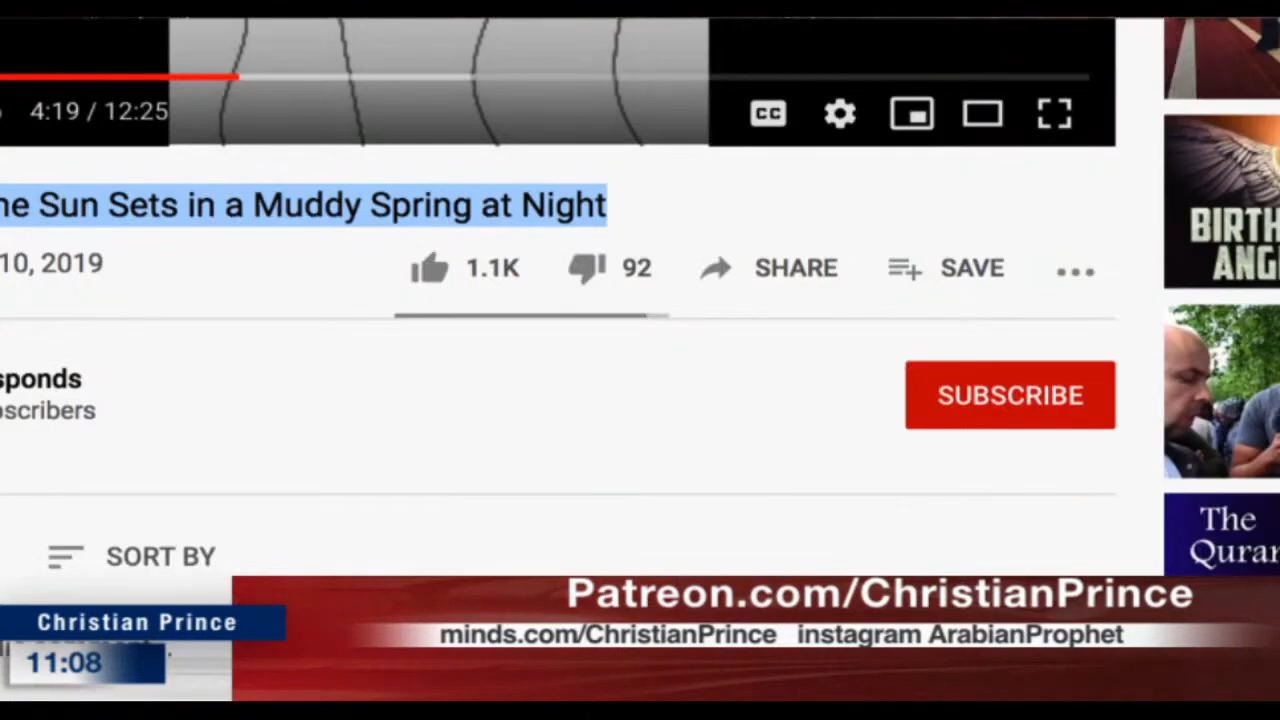 4:19 / 12:25
CC
he Sun Sets in a Muddy Spring at Night
10, 2019
1.1K
92
SHARE
SAVE
BIRTH
ANG
sponds
oscribers
SUBSCRIBE
The
Quran
SORT BY
Patreon.com/ChristianPrince
Christian Prince
minds.com/ChristianPrince instagram ArabianProphet
11:08